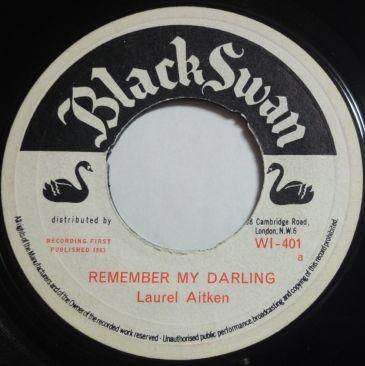 Black Swan
distributed by
Cambridge Road,
London, N.W.6
RECORDING FIRST
PUBLISHED 1963
WI-401
a
REMEMBER MY DARLING
Laurel Aitken
All rights of the Manufacturers and of the Owner of the recorded work reserved · Unauthorised public performance, broadcasting and copying of this record prohibited